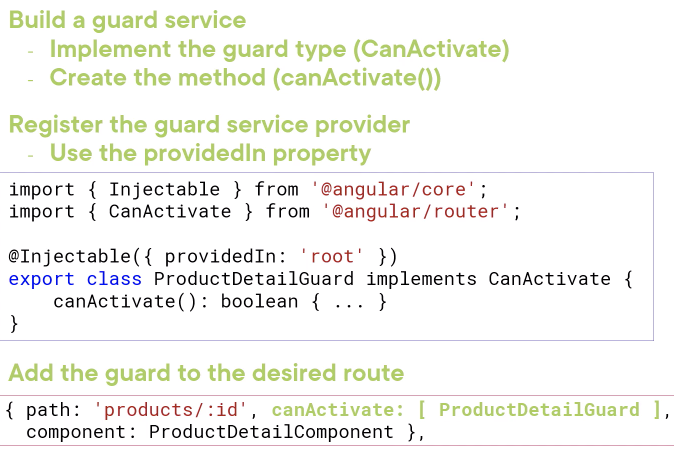 Build a guard service
- Implement the guard type (CanActivate)
- Create the method (canActivate())
Register the guard service provider
- Use the providedIn property
import { Injectable } from '@angular/core';
import { CanActivate } from '@angular/router';
@Injectable({ providedIn: 'root' })
export class ProductDetailGuard implements CanActivate {
    canActivate(): boolean { ... }
}
Add the guard to the desired route
{ path: 'products/:id', canActivate: [ ProductDetailGuard ],
  component: ProductDetailComponent },